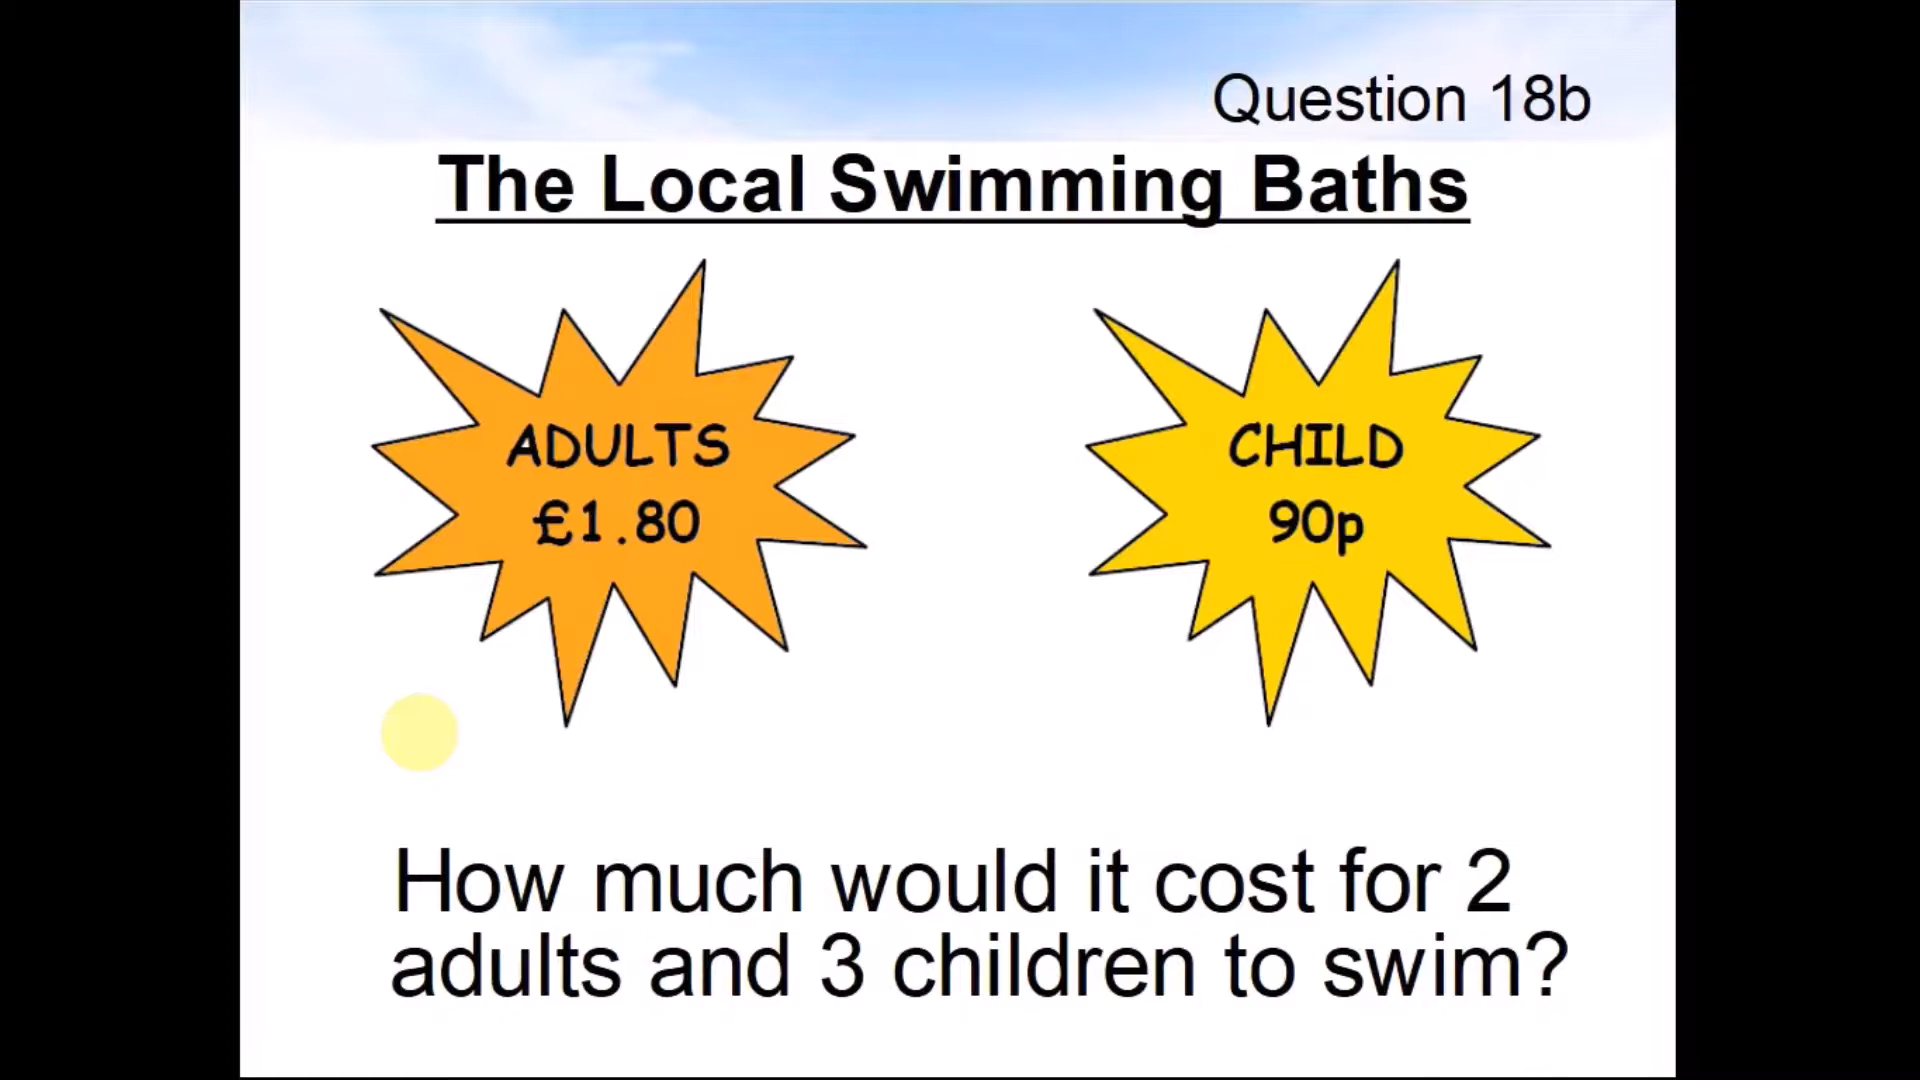 Question 18b
The Local Swimming Baths
ADULTS
£1.80
CHILD
90p
How much would it cost for 2
adults and 3 children to swim?